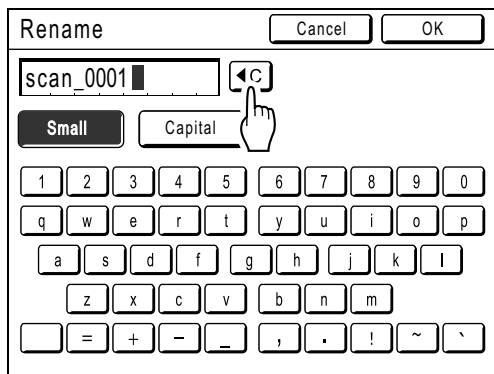 Rename Cancel OK
scan_0001 ◀C
Small Capital
1 2 3 4 5 6 7 8 9 0
q w e r t y u i o p
a s d f g h j k l
z x c v b n m
= + − _ , . ! ~ `